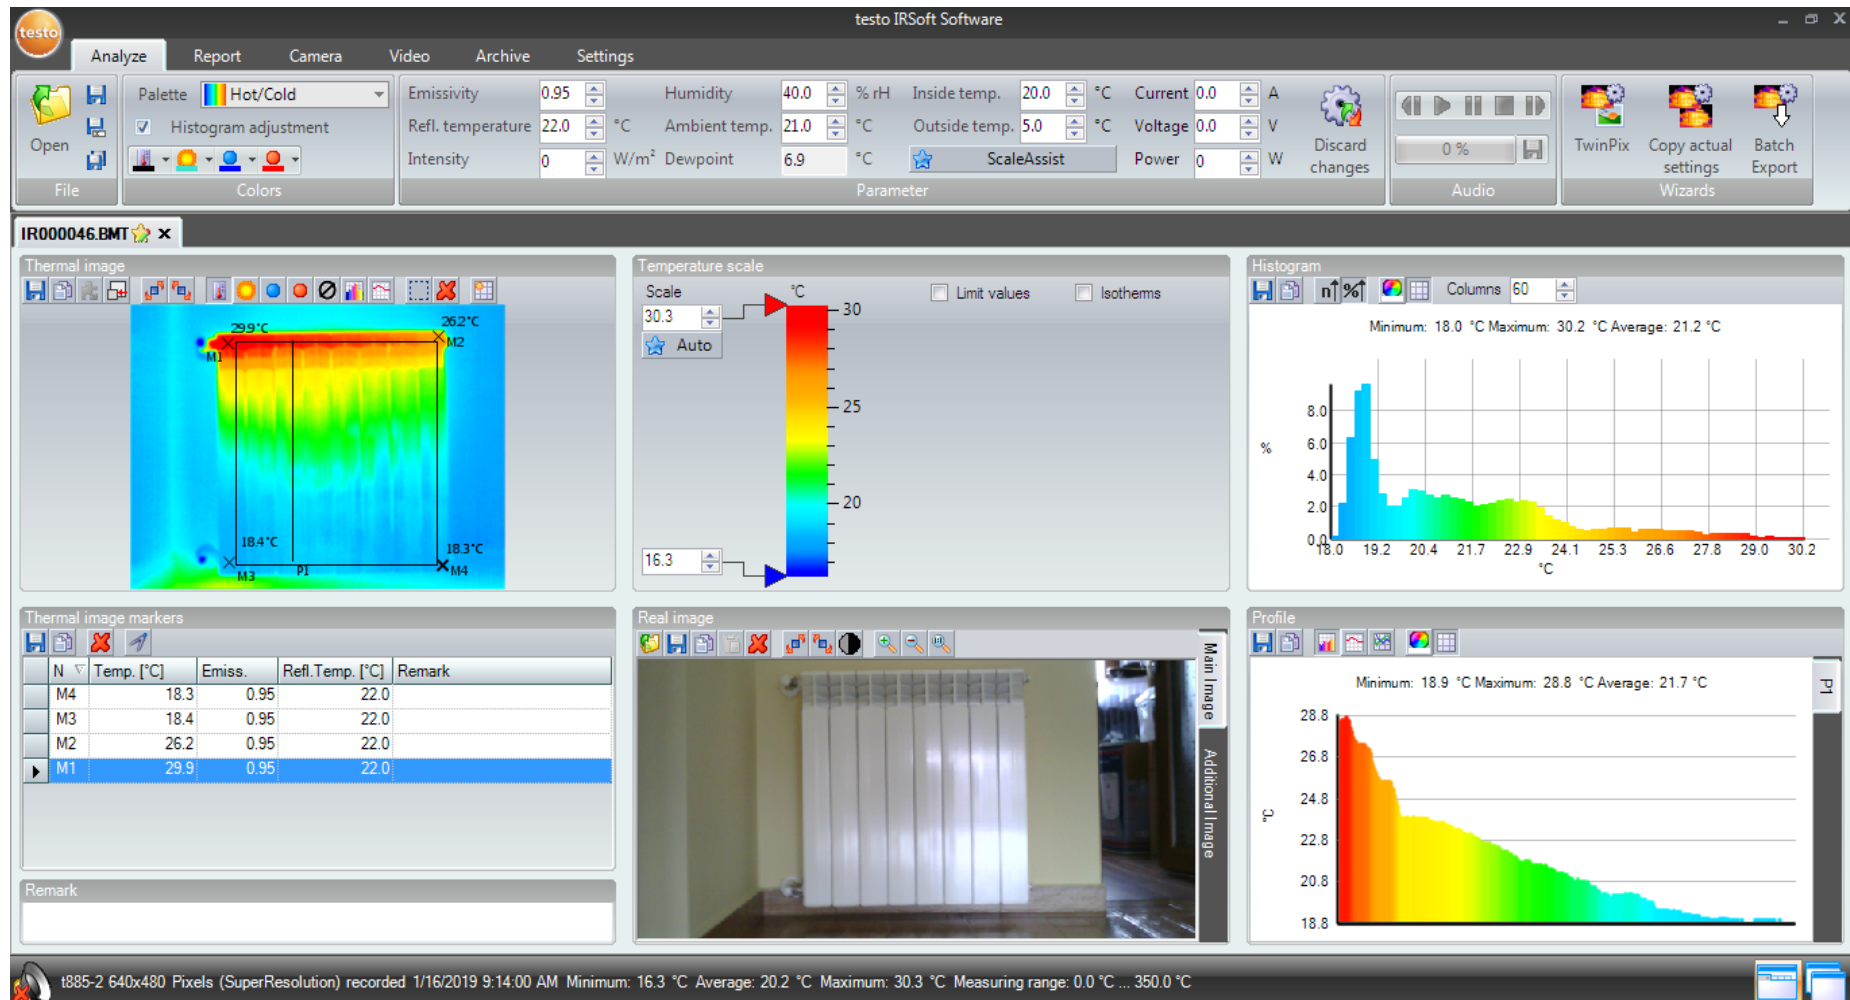 testo IRSoft Software
testo
Analyze Report Camera Video Archive Settings
Palette Hot/Cold
Histogram adjustment
Open
File
Colors
Emissivity 0.95 Humidity 40.0 % rH Inside temp. 20.0 °C Current 0.0 A
Refl. temperature 22.0 °C Ambient temp. 21.0 °C Outside temp. 5.0 °C Voltage 0.0 V
Intensity 0 W/m² Dewpoint 6.9 °C ScaleAssist Power 0 W
Parameter
Discard
changes
0 %
Audio
TwinPix
Copy actual
settings
Batch
Export
Wizards
IR000046.BMT
Thermal image
29.9°C
26.2°C
M1
M2
18.4°C
18.3°C
M3
P1
M4
Temperature scale
Scale
°C
Limit values
Isotherms
30.3
Auto
16.3
30
25
20
Histogram
n %
Columns 60
Minimum: 18.0 °C Maximum: 30.2 °C Average: 21.2 °C
8.0
6.0
%
4.0
2.0
0.0
18.0 19.2 20.4 21.7 22.9 24.1 25.3 26.6 27.8 29.0 30.2
°C
Thermal image markers
N Temp. [°C] Emiss. Refl.Temp. [°C] Remark
M4 18.3 0.95 22.0
M3 18.4 0.95 22.0
M2 26.2 0.95 22.0
M1 29.9 0.95 22.0
Remark
Real image
Main Image
Additional Image
Profile
P1
Minimum: 18.9 °C Maximum: 28.8 °C Average: 21.7 °C
28.8
26.8
24.8
°C
22.8
20.8
18.8
t885-2 640x480 Pixels (SuperResolution) recorded 1/16/2019 9:14:00 AM Minimum: 16.3 °C Average: 20.2 °C Maximum: 30.3 °C Measuring range: 0.0 °C ... 350.0 °C